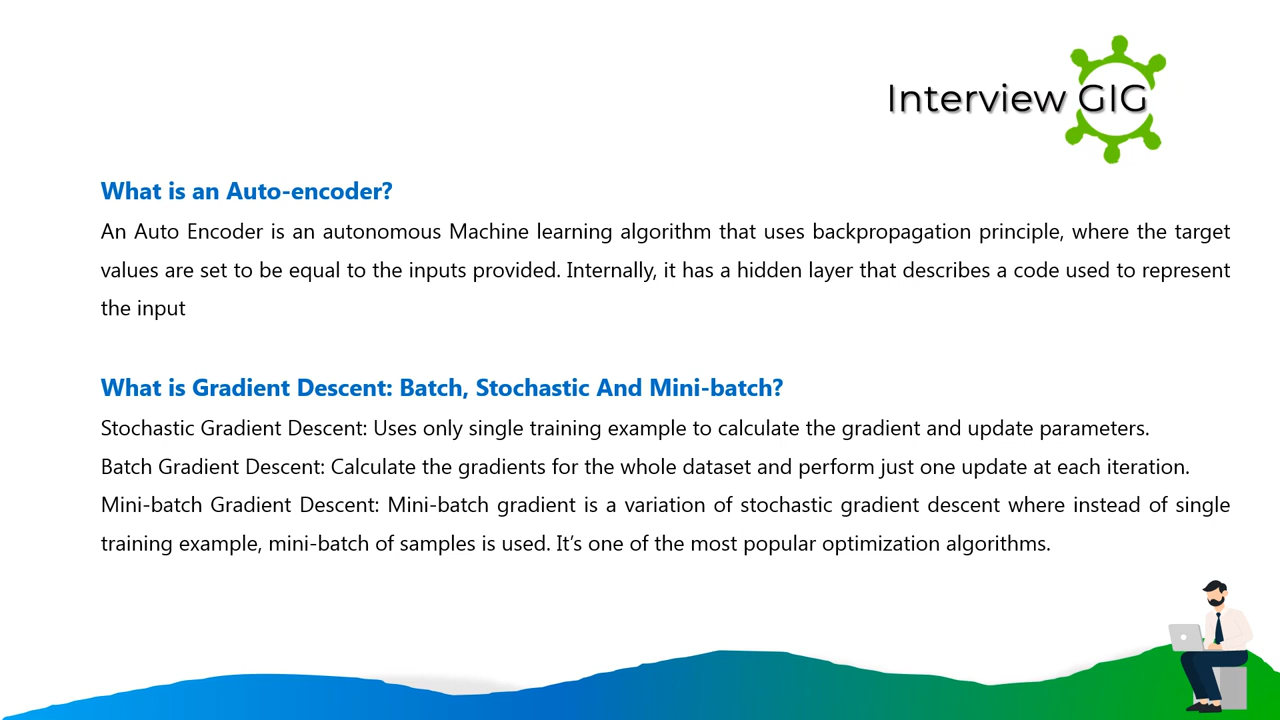 Interview GIG
What is an Auto-encoder?
An Auto Encoder is an autonomous Machine learning algorithm that uses backpropagation principle, where the target
values are set to be equal to the inputs provided. Internally, it has a hidden layer that describes a code used to represent
the input
What is Gradient Descent: Batch, Stochastic And Mini-batch?
Stochastic Gradient Descent: Uses only single training example to calculate the gradient and update parameters.
Batch Gradient Descent: Calculate the gradients for the whole dataset and perform just one update at each iteration.
Mini-batch Gradient Descent: Mini-batch gradient is a variation of stochastic gradient descent where instead of single
training example, mini-batch of samples is used. It’s one of the most popular optimization algorithms.